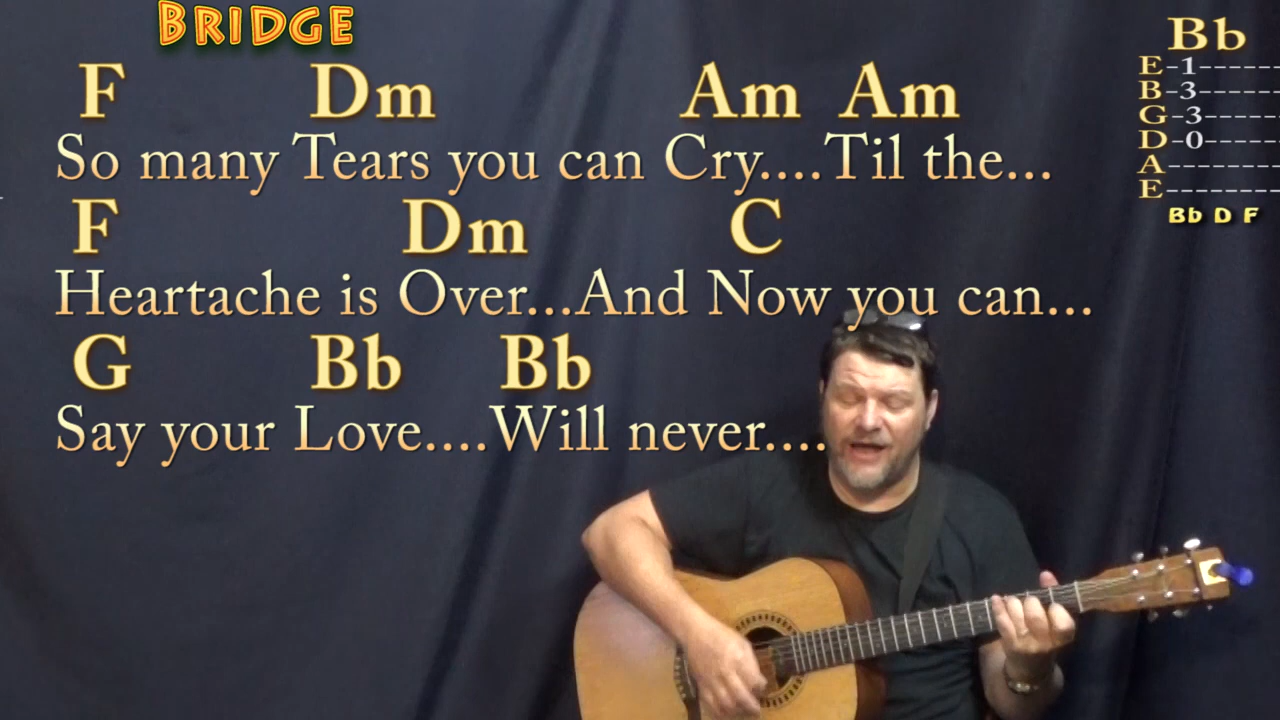 BRIDGE
F Dm Am Am
So many Tears you can Cry....Til the...
F Dm C
Heartache is Over...And Now you can...
G Bb Bb
Say your Love....Will never....
Bb
E-1------
B-3------
G-3------
D-0------
A--------
E--------
Bb D F